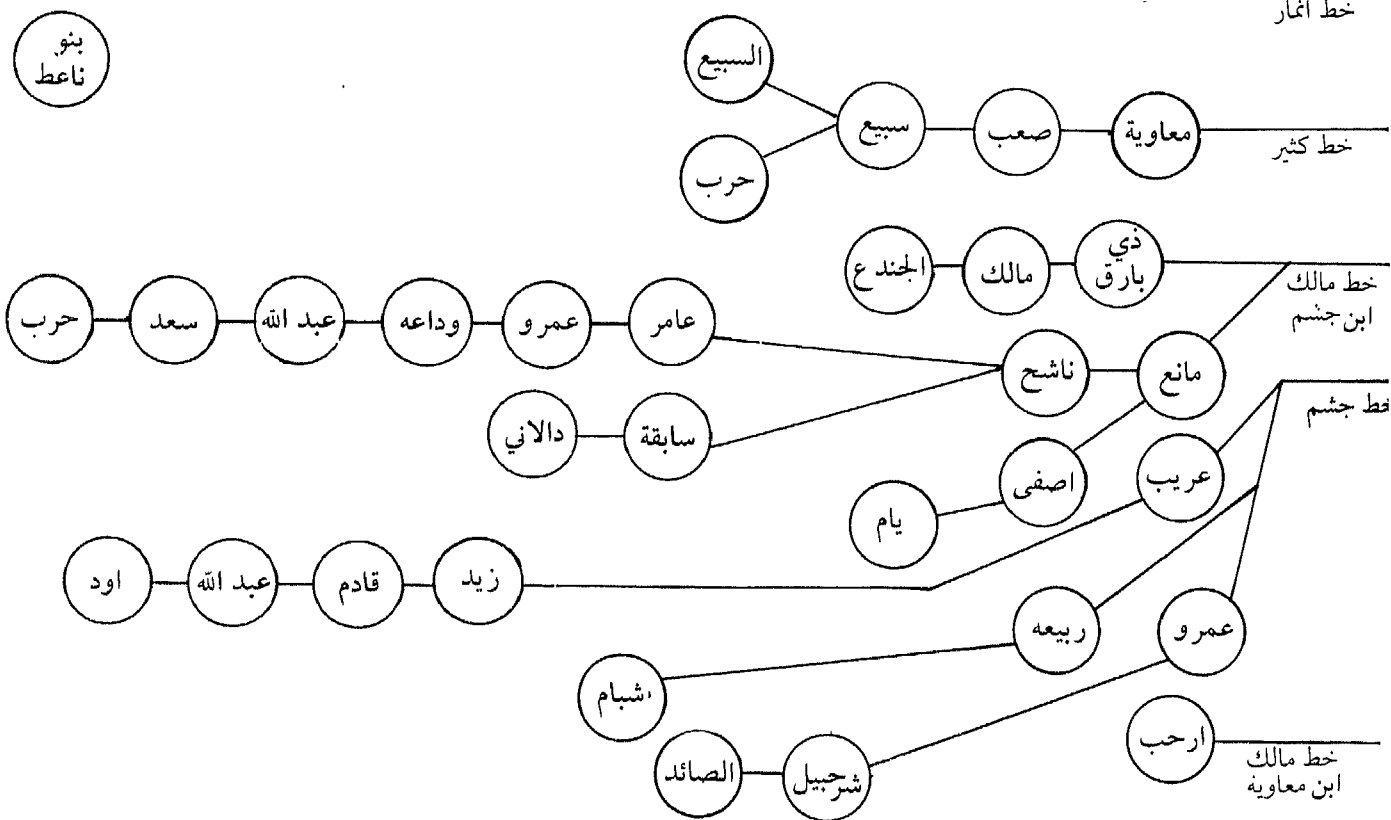 خط انمار
بنو
ناعط
السبيع
معاوية
صعب
سبيع
حرب
خط كثير
ذي
بارق
مالك
الجندع
خط مالك
ابن جشم
عامر
عمرو
وداعه
عبد الله
سعد
حرب
مانع
ناشح
خط جشم
سابقة
دالاني
عريب
اصفى
يام
زيد
قادم
عبد الله
اود
عمرو
ربيعه
شبام
ارحب
خط مالك
ابن معاوية
شرحبيل
الصائد